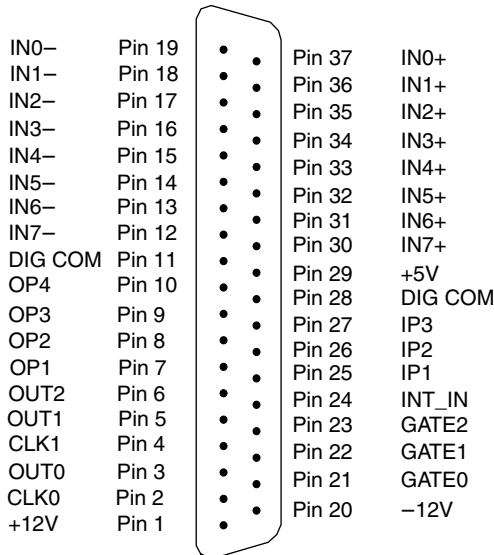 IN0– Pin 19
Pin 37 IN0+
IN1– Pin 18
Pin 36 IN1+
IN2– Pin 17
Pin 35 IN2+
IN3– Pin 16
Pin 34 IN3+
IN4– Pin 15
Pin 33 IN4+
IN5– Pin 14
Pin 32 IN5+
IN6– Pin 13
Pin 31 IN6+
IN7– Pin 12
Pin 30 IN7+
DIG COM Pin 11
Pin 29 +5V
OP4 Pin 10
Pin 28 DIG COM
OP3 Pin 9
Pin 27 IP3
OP2 Pin 8
Pin 26 IP2
OP1 Pin 7
Pin 25 IP1
OUT2 Pin 6
Pin 24 INT_IN
OUT1 Pin 5
Pin 23 GATE2
CLK1 Pin 4
Pin 22 GATE1
OUT0 Pin 3
Pin 21 GATE0
CLK0 Pin 2
Pin 20 –12V
+12V Pin 1